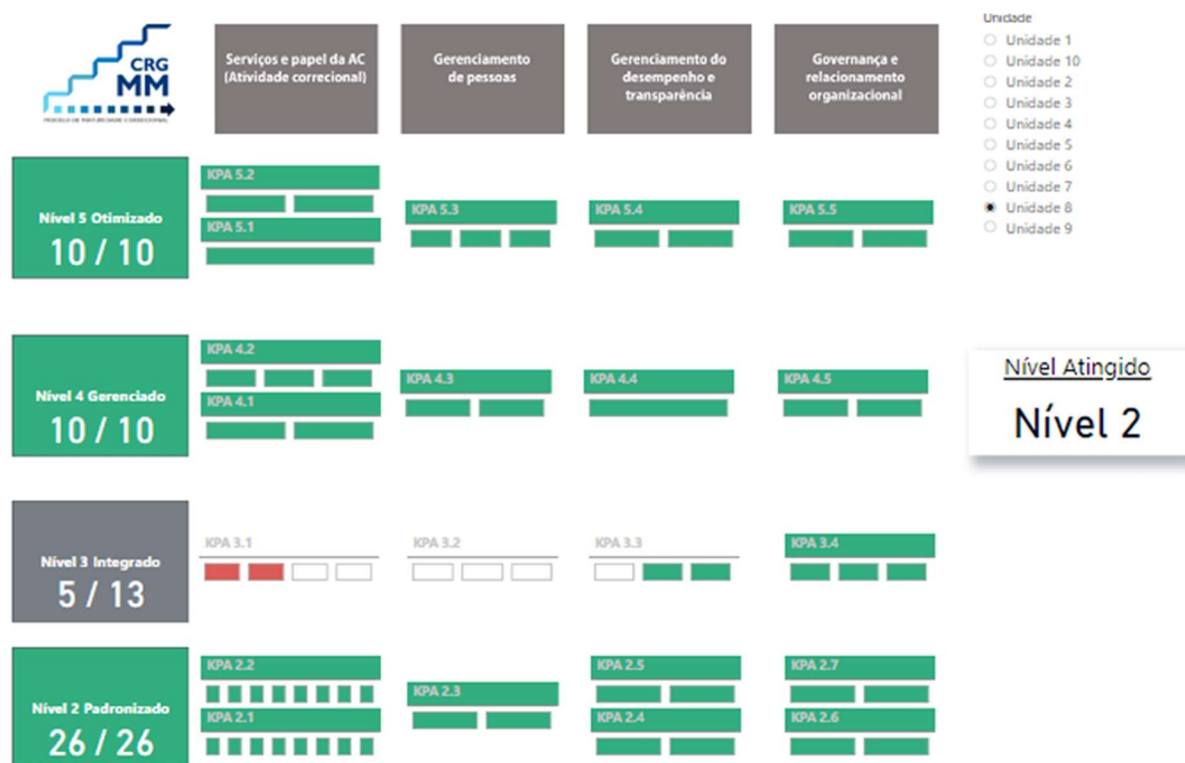 CRG
MM
MODELO DE MATURIDADE CORRECIONAL
Serviços e papel da AC
(Atividade correcional)
Gerenciamento
de pessoas
Gerenciamento do
desempenho e
transparência
Governança e
relacionamento
organizacional
Unidade
Unidade 1
Unidade 10
Unidade 2
Unidade 3
Unidade 4
Unidade 5
Unidade 6
Unidade 7
Unidade 8
Unidade 9
Nível 5 Otimizado
10 / 10
KPA 5.2
KPA 5.1
KPA 5.3
KPA 5.4
KPA 5.5
Nível 4 Gerenciado
10 / 10
KPA 4.2
KPA 4.1
KPA 4.3
KPA 4.4
KPA 4.5
Nível Atingido
Nível 2
Nível 3 Integrado
5 / 13
KPA 3.1
KPA 3.2
KPA 3.3
KPA 3.4
Nível 2 Padronizado
26 / 26
KPA 2.2
KPA 2.1
KPA 2.3
KPA 2.5
KPA 2.4
KPA 2.7
KPA 2.6